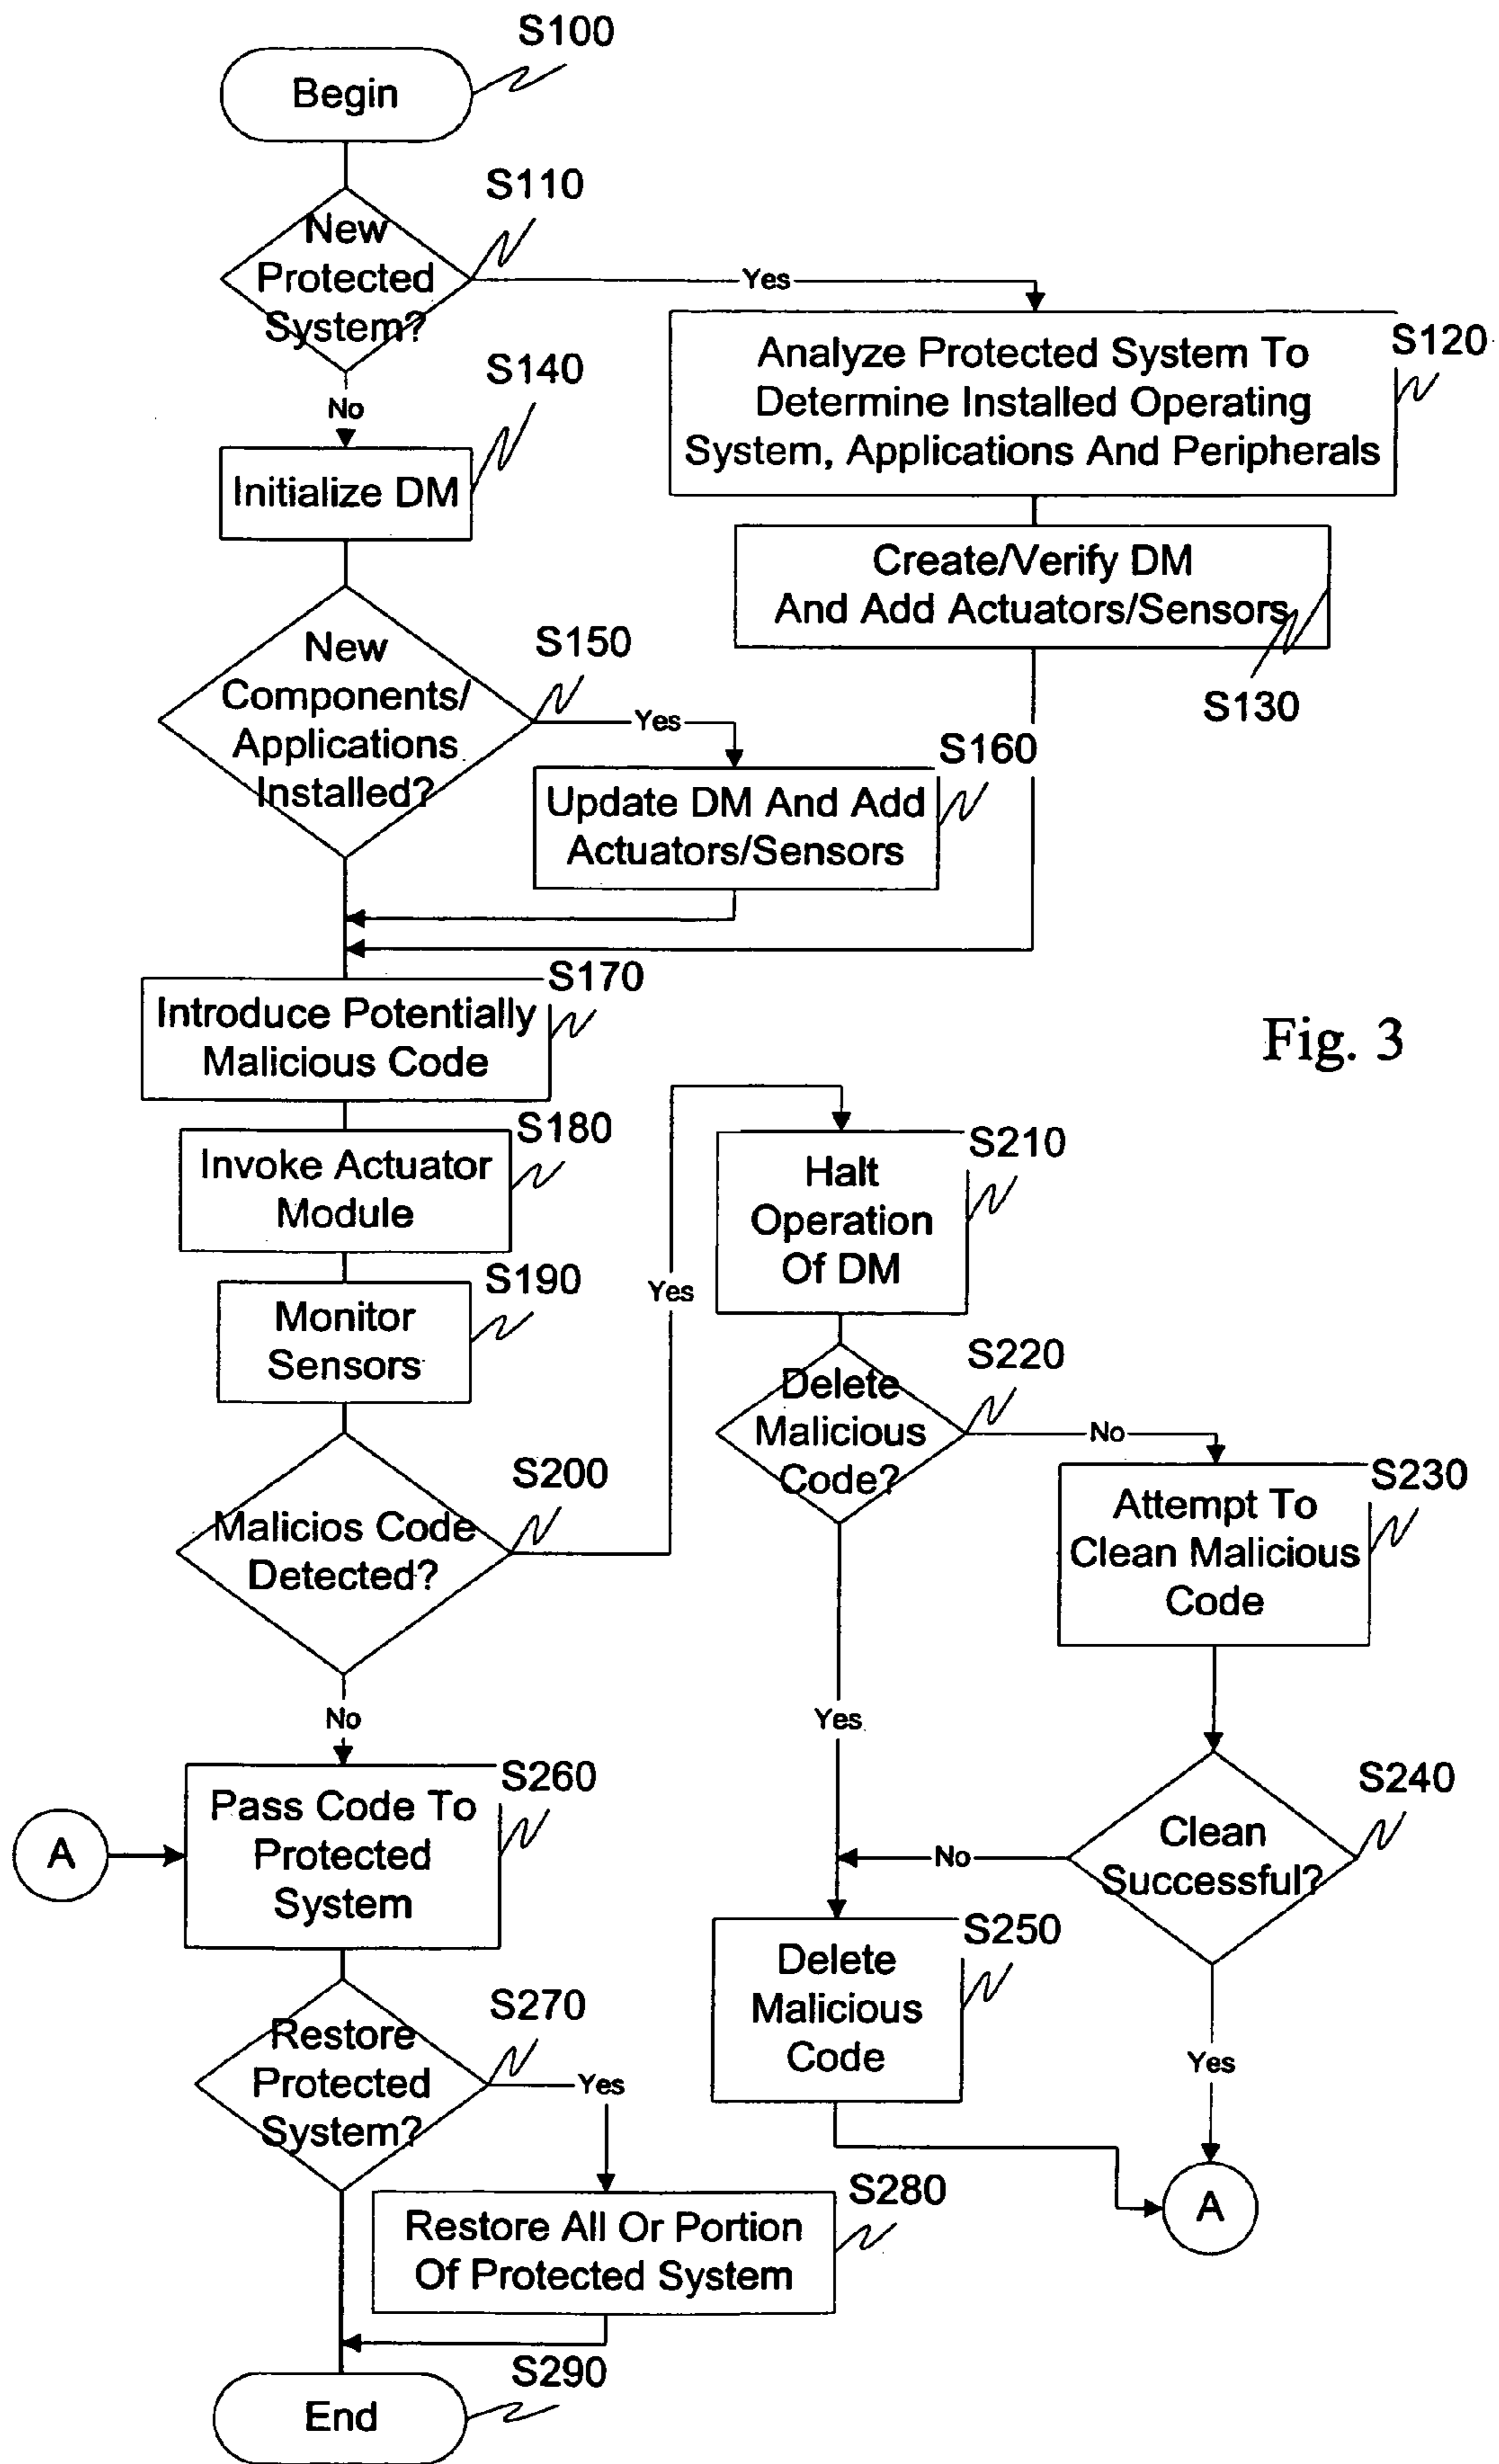 S100
Begin
S110
New
Protected
System?
Yes
No
S120
Analyze Protected System To
Determine Installed Operating
System, Applications And Peripherals
S140
Initialize DM
Create/Verify DM
And Add Actuators/Sensors
S130
S150
New
Components/
Applications
Installed?
Yes
S160
Update DM And Add
Actuators/Sensors
S170
Introduce Potentially
Malicious Code
Fig. 3
S180
Invoke Actuator
Module
S190
Monitor
Sensors
S200
Malicios Code
Detected?
Yes
No
S210
Halt
Operation
Of DM
S220
Delete
Malicious
Code?
No
Yes
S230
Attempt To
Clean Malicious
Code
S240
Clean
Successful?
No
Yes
S250
Delete
Malicious
Code
A
S260
Pass Code To
Protected
System
A
S270
Restore
Protected
System?
Yes
S280
Restore All Or Portion
Of Protected System
S290
End